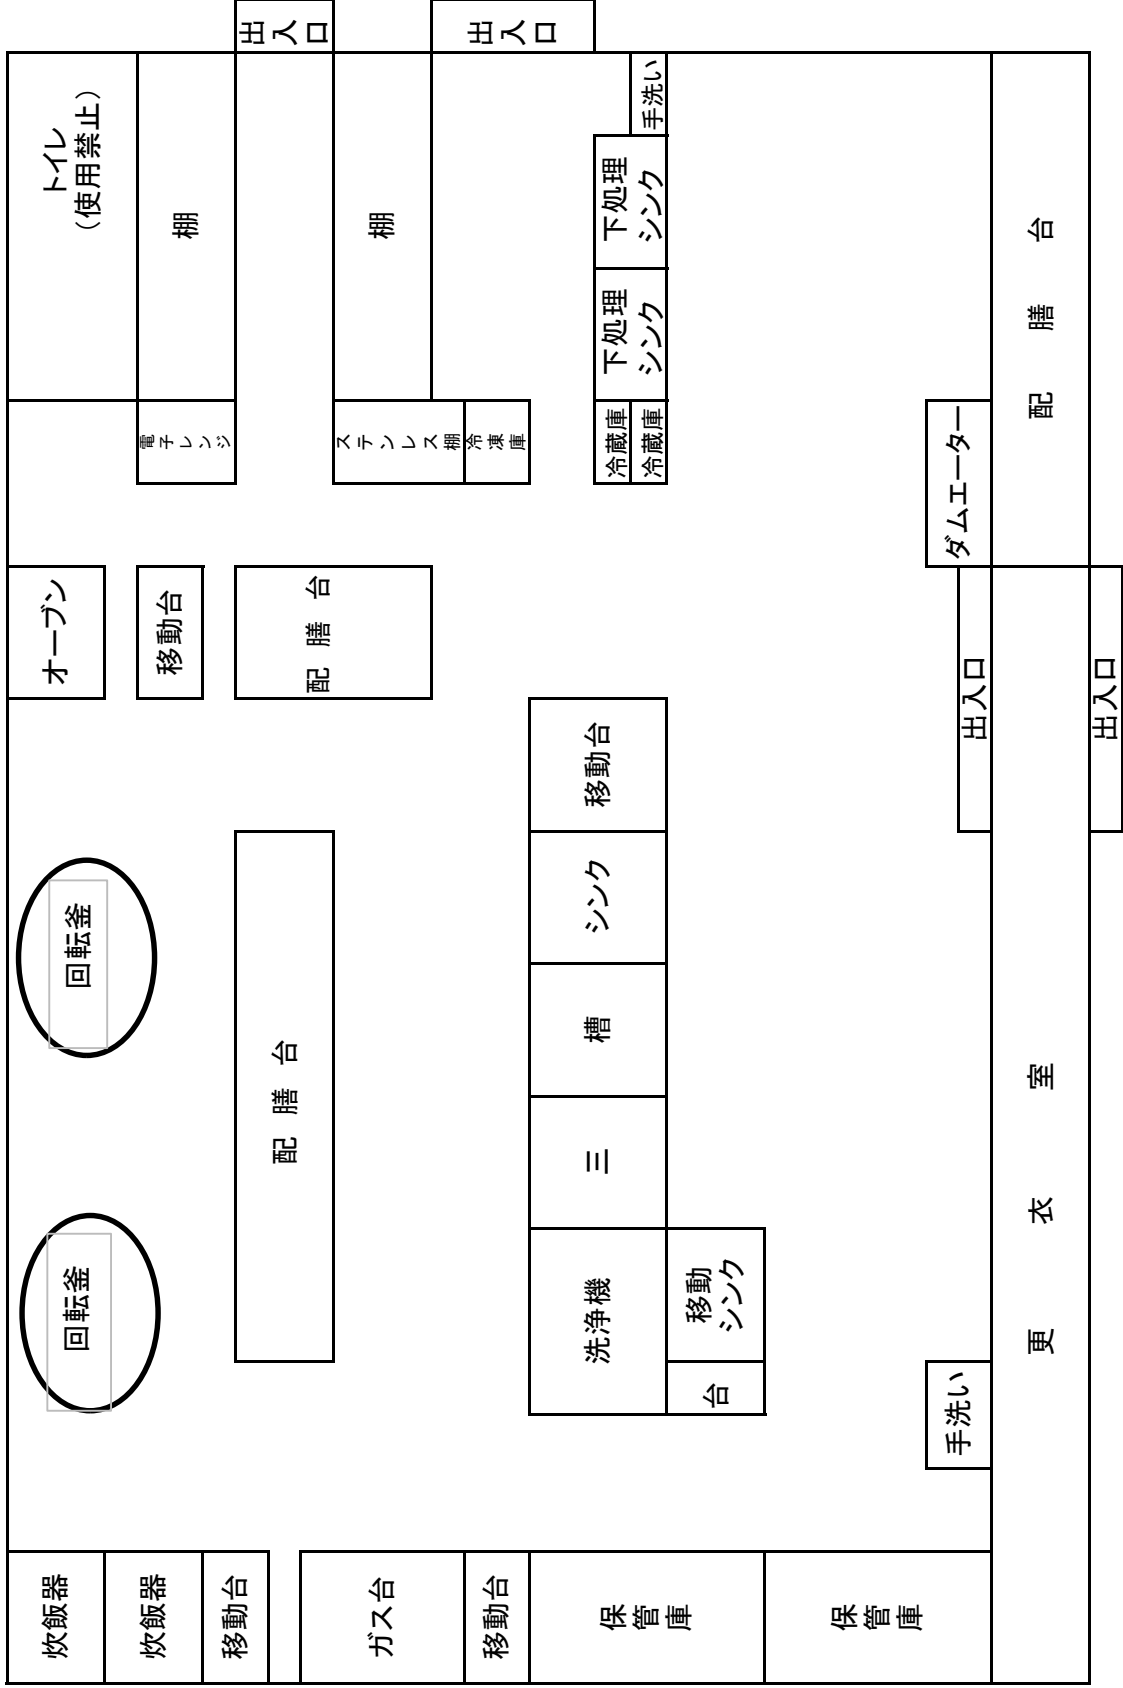 出入口
出入口
トイレ
（使用禁止）
棚
棚
手洗い
下処理
シンク
下処理
シンク
配膳台
電子レンジ
ステンレス棚
冷凍庫
冷蔵庫
冷蔵庫
ダムエーター
オーブン
移動台
配膳台
出入口
出入口
移動台
回転釜
配膳台
三槽シンク
回転釜
洗浄機
移動
シンク
台
手洗い
更衣室
炊飯器
炊飯器
移動台
ガス台
移動台
保管庫
保管庫